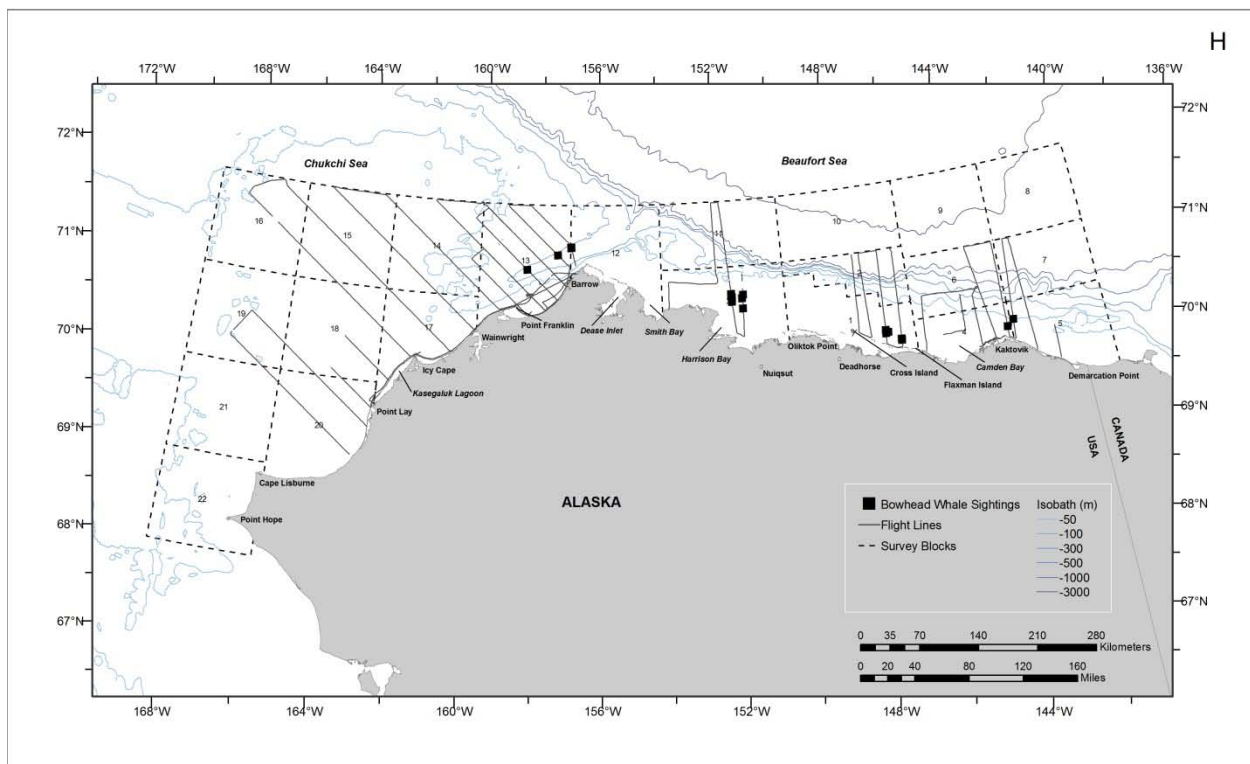 H
172°W 168°W 164°W 160°W 156°W 152°W 148°W 144°W 140°W 136°W
72°N
72°N
Chukchi Sea
Beaufort Sea
8
16
15
14
13
12
11
10
9
7
71°N
71°N
2
6
19
18
17
1
4
5
Barrow
70°N
70°N
Point Franklin
Dease Inlet
Smith Bay
Wainwright
Harrison Bay
Oliktok Point
Kaktovik
Icy Cape
Nuiqsut
Deadhorse
Cross Island
Camden Bay
Demarcation Point
Kasegaluk Lagoon
Flaxman Island
21
20
Point Lay
69°N
69°N
USA
CANADA
Cape Lisburne
22
Point Hope
ALASKA
68°N
68°N
Bowhead Whale Sightings
Flight Lines
Survey Blocks
Isobath (m)
-50
-100
-300
-500
-1000
-3000
67°N
67°N
0 35 70 140 210 280
Kilometers
0 20 40 80 120 160
Miles
168°W 164°W 160°W 156°W 152°W 148°W 144°W